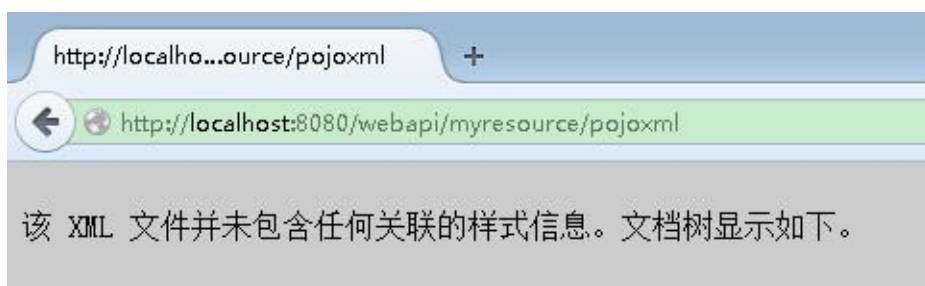 http://localho...ource/pojoxml
http://localhost:8080/webapi/myresource/pojoxml
该 XML 文件并未包含任何关联的样式信息。文档树显示如下。